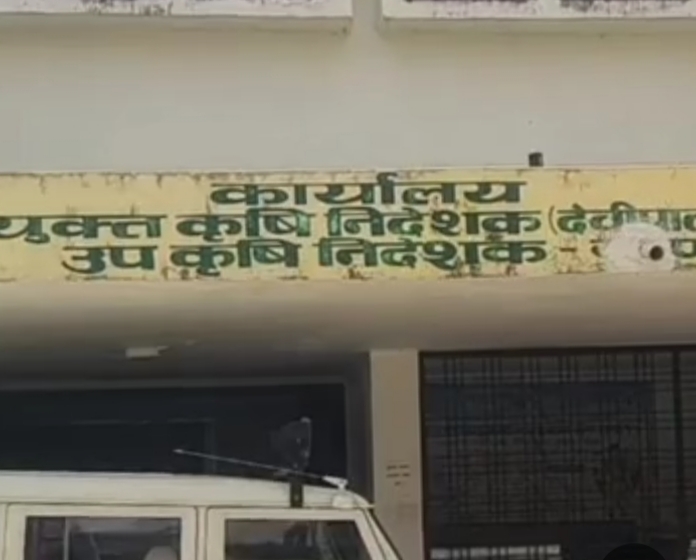 कार्यालय
युक्त कृषि निदेशक (देवीपा
उप कृषि निदेशक -